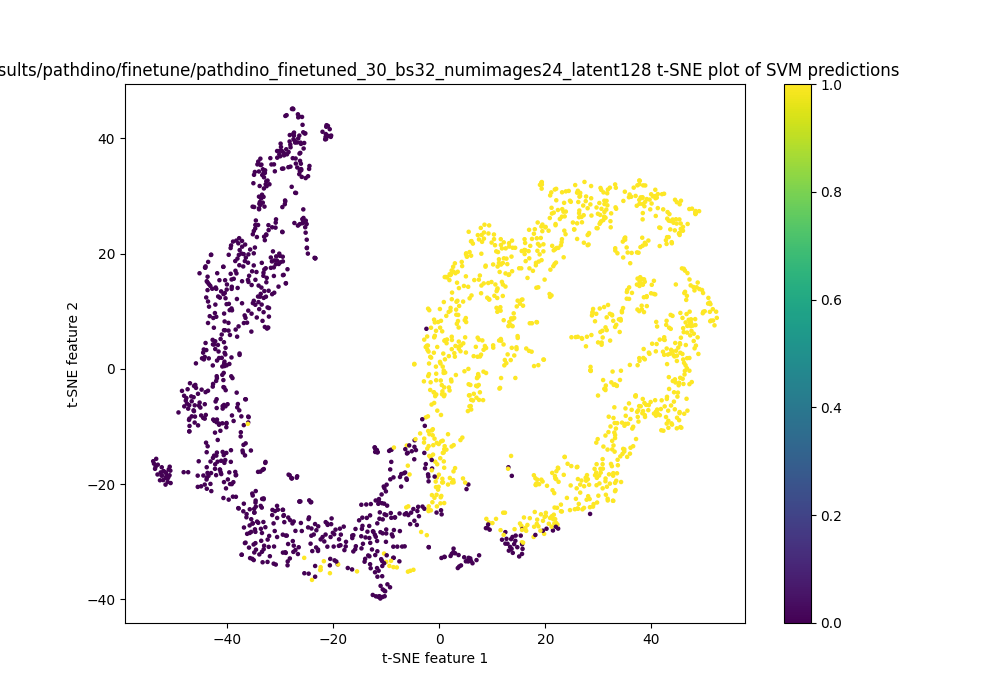 sults/pathdino/finetune/pathdino_finetuned_30_bs32_numimages24_latent128 t-SNE plot of SVM predictions
1.0
40
0.8
20
0.6
t-SNE feature 2
0
0.4
−20
0.2
−40
0.0
−40 −20 0 20 40
t-SNE feature 1